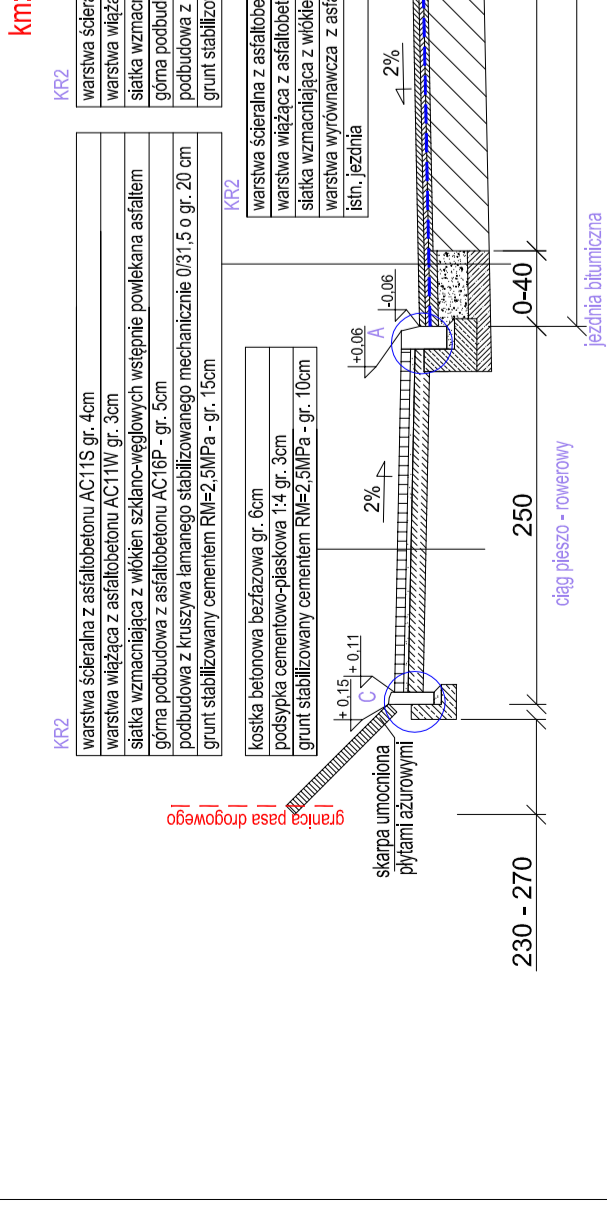 km:
KR2
warstwa ściera
warstwa wiąża
siatka wzmac
górna podbud
podbudowa z
grunt stabilizo
KR2
warstwa ścieralna z asfaltobetonu AC11S gr. 4cm
warstwa wiążąca z asfaltobetonu AC11W gr. 3cm
siatka wzmacniająca z włókien szklano-węglowych wstępnie powlekana asfaltem
górna podbudowa z asfaltobetonu AC16P - gr. 5cm
podbudowa z kruszywa łamanego stabilizowanego mechanicznie 0/31,5 o gr. 20 cm
grunt stabilizowany cementem RM=2,5MPa - gr. 15cm
KR2
warstwa ścieralna z asfaltobe
warstwa wiążąca z asfaltobet
siatka wzmacniająca z włókie
warstwa wyrównawcza z asfa
istn. jezdnia
kostka betonowa bezfazowa gr. 6cm
podsypka cementowo-piaskowa 1:4 gr. 3cm
grunt stabilizowany cementem RM=2,5MPa - gr. 10cm
granica pasa drogowego
skarpa umocniona
płytami ażurowymi
+ 0,15
+ 0,11
C
2%
+0,06
A
-0,06
2%
230 - 270
250
0-40
ciąg pieszo - rowerowy
jezdnia bitumiczna